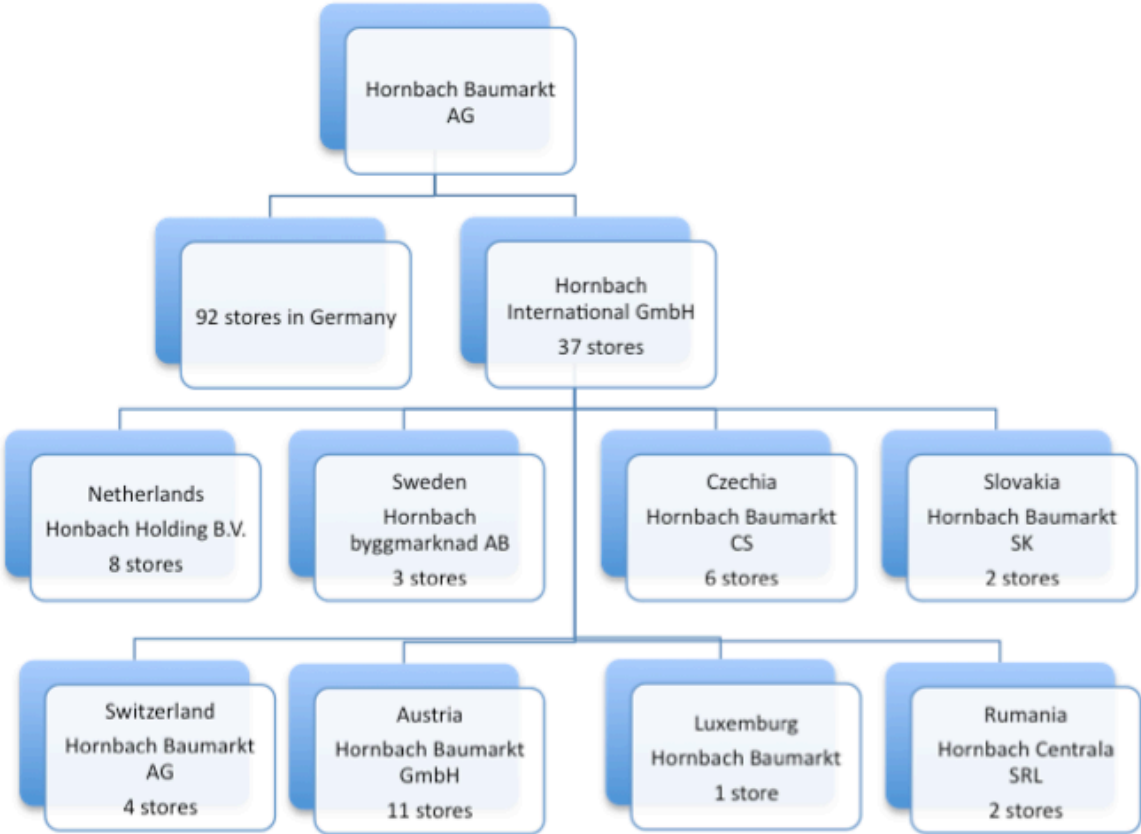 Hornbach Baumarkt
AG
92 stores in Germany
Hornbach
International GmbH
37 stores
Netherlands
Honbach Holding B.V.
8 stores
Sweden
Hornbach
byggmarknad AB
3 stores
Czechia
Hornbach Baumarkt
CS
6 stores
Slovakia
Hornbach Baumarkt
SK
2 stores
Switzerland
Hornbach Baumarkt
AG
4 stores
Austria
Hornbach Baumarkt
GmbH
11 stores
Luxemburg
Hornbach Baumarkt
1 store
Rumania
Hornbach Centrala
SRL
2 stores